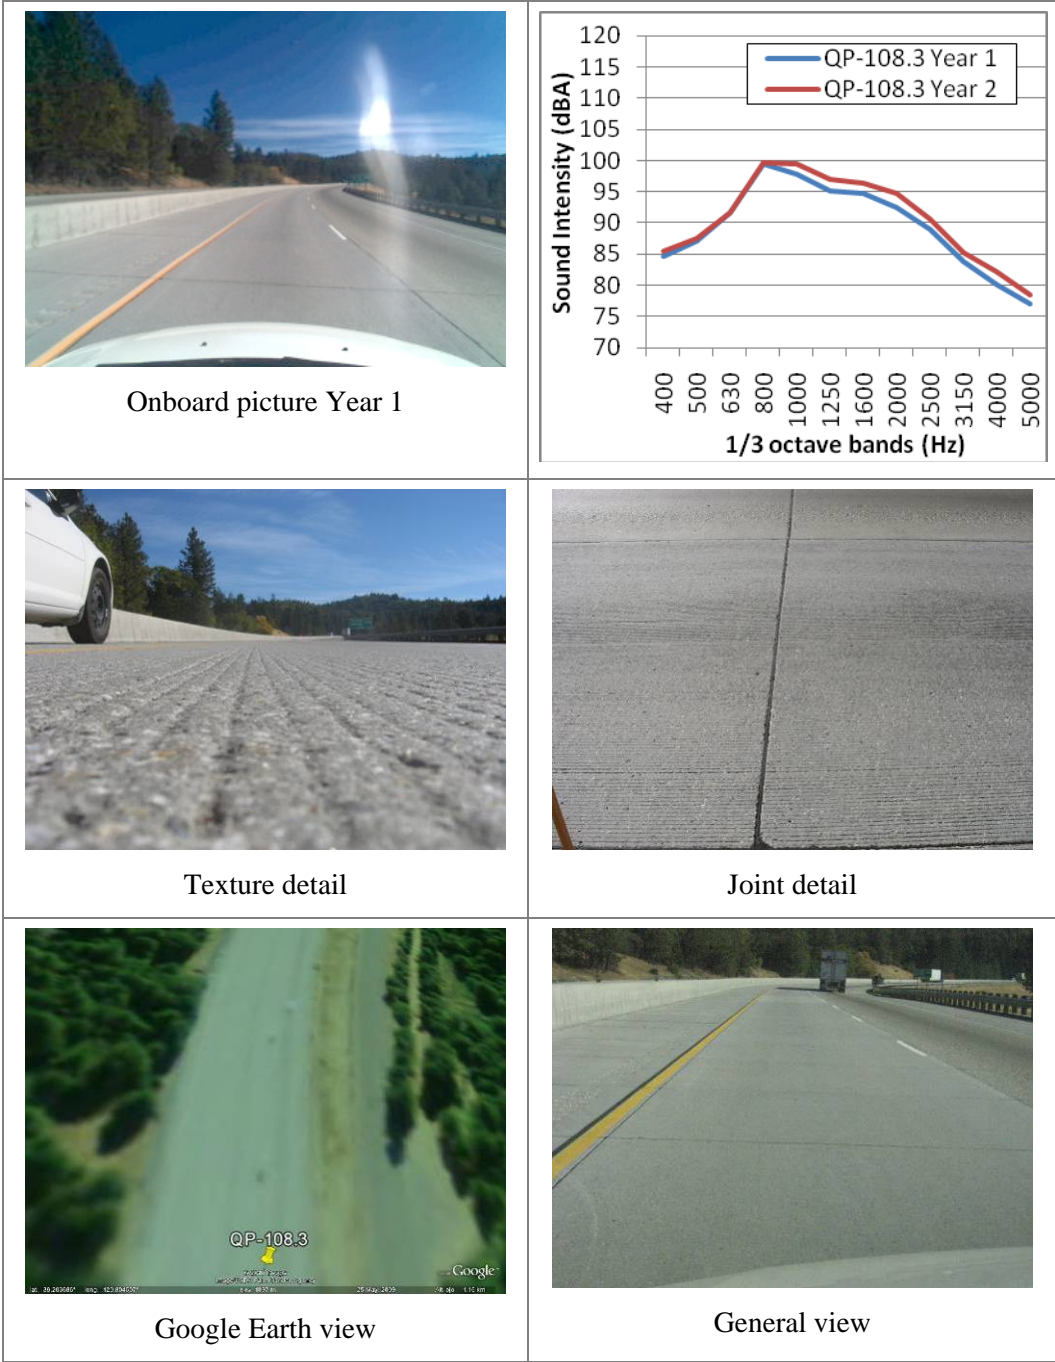 120
115
110
105
100
95
90
85
80
75
70
Sound Intensity (dBA)
QP-108.3 Year 1
QP-108.3 Year 2
400
500
630
800
1000
1250
1600
2000
2500
3150
4000
5000
1/3 octave bands (Hz)
Onboard picture Year 1
Texture detail
Joint detail
QP-108.3
Google
Google Earth view
General view